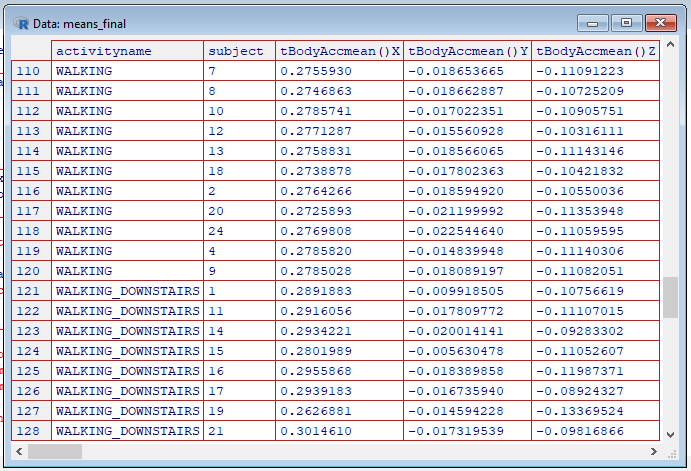 R Data: means_final
activityname subject tBodyAccmean()X tBodyAccmean()Y tBodyAccmean()Z
110 WALKING 7 0.2755930 -0.018653665 -0.11091223
111 WALKING 8 0.2746863 -0.018662887 -0.10725209
112 WALKING 10 0.2785741 -0.017022351 -0.10905751
113 WALKING 12 0.2771287 -0.015560928 -0.10316111
114 WALKING 13 0.2758831 -0.018566065 -0.11143146
115 WALKING 18 0.2738878 -0.017802363 -0.10421832
116 WALKING 2 0.2764266 -0.018594920 -0.10550036
117 WALKING 20 0.2725893 -0.021199992 -0.11353948
118 WALKING 24 0.2769808 -0.022544640 -0.11059595
119 WALKING 4 0.2785820 -0.014839948 -0.11140306
120 WALKING 9 0.2785028 -0.018089197 -0.11082051
121 WALKING_DOWNSTAIRS 1 0.2891883 -0.009918505 -0.10756619
122 WALKING_DOWNSTAIRS 11 0.2916056 -0.017809772 -0.11107015
123 WALKING_DOWNSTAIRS 14 0.2934221 -0.020014141 -0.09283302
124 WALKING_DOWNSTAIRS 15 0.2801989 -0.005630478 -0.11052607
125 WALKING_DOWNSTAIRS 16 0.2955868 -0.018389858 -0.11987371
126 WALKING_DOWNSTAIRS 17 0.2939183 -0.016735940 -0.08924327
127 WALKING_DOWNSTAIRS 19 0.2626881 -0.014594228 -0.13369524
128 WALKING_DOWNSTAIRS 21 0.3014610 -0.017319539 -0.09816866